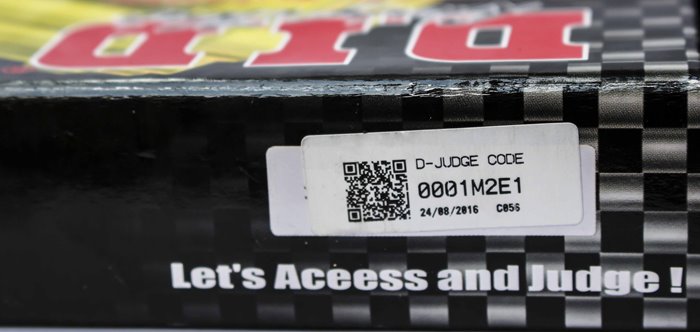 D-JUDGE CODE
0001M2E1
24/08/2016 C056
Let's Aceess and Judge !